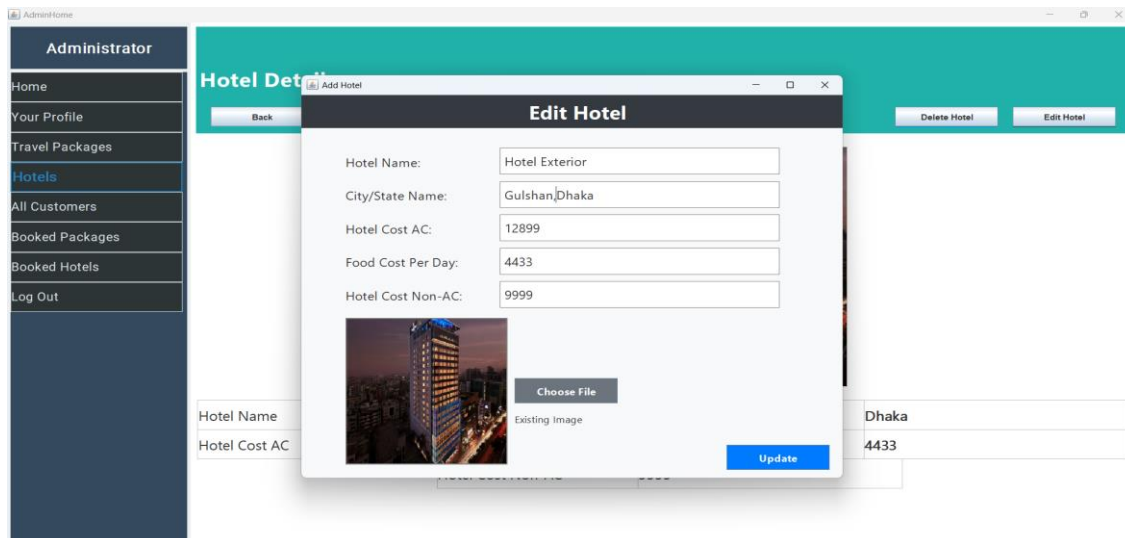 AdminHome
Administrator
Home
Your Profile
Travel Packages
Hotels
All Customers
Booked Packages
Booked Hotels
Log Out
Hotel
Back
Delete Hotel
Edit Hotel
Add Hotel
Edit Hotel
Hotel Name: Hotel Exterior
City/State Name: Gulshan,Dhaka
Hotel Cost AC: 12899
Food Cost Per Day: 4433
Hotel Cost Non-AC: 9999
Choose File
Existing Image
Update
Hotel Name Dhaka
Hotel Cost AC 4433